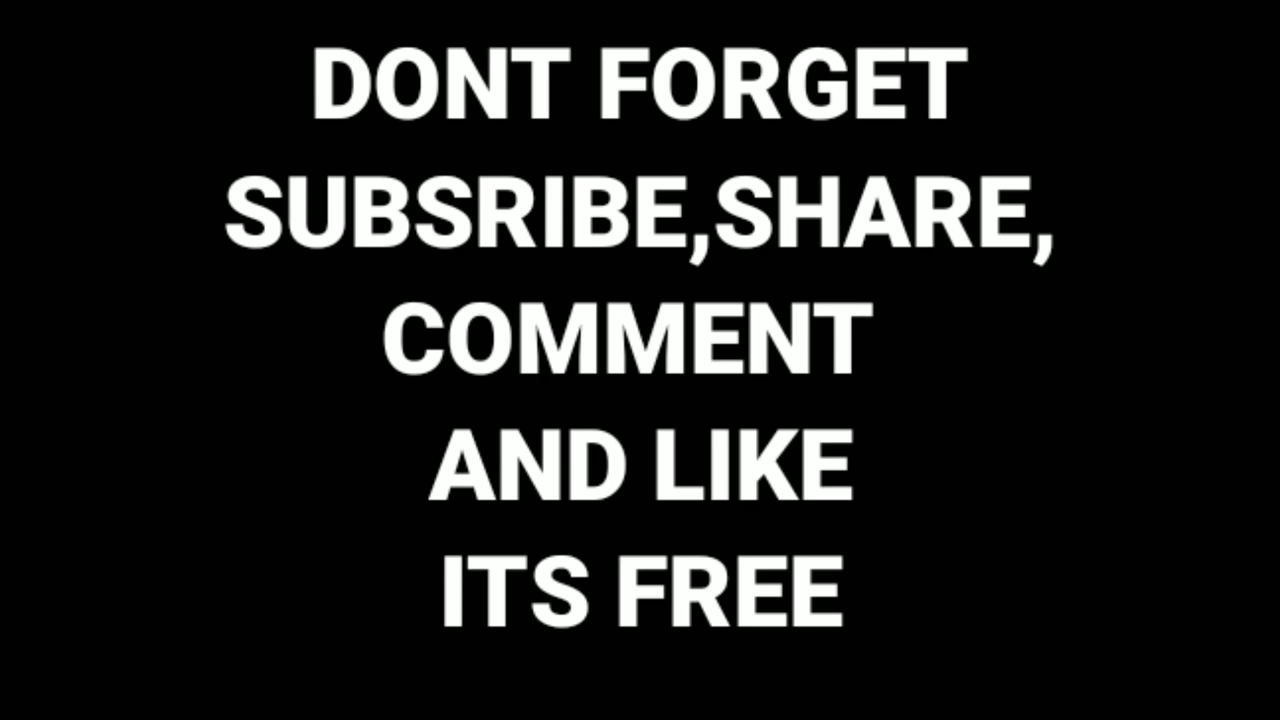 DONT FORGET
SUBSRIBE,SHARE,
COMMENT
AND LIKE
ITS FREE